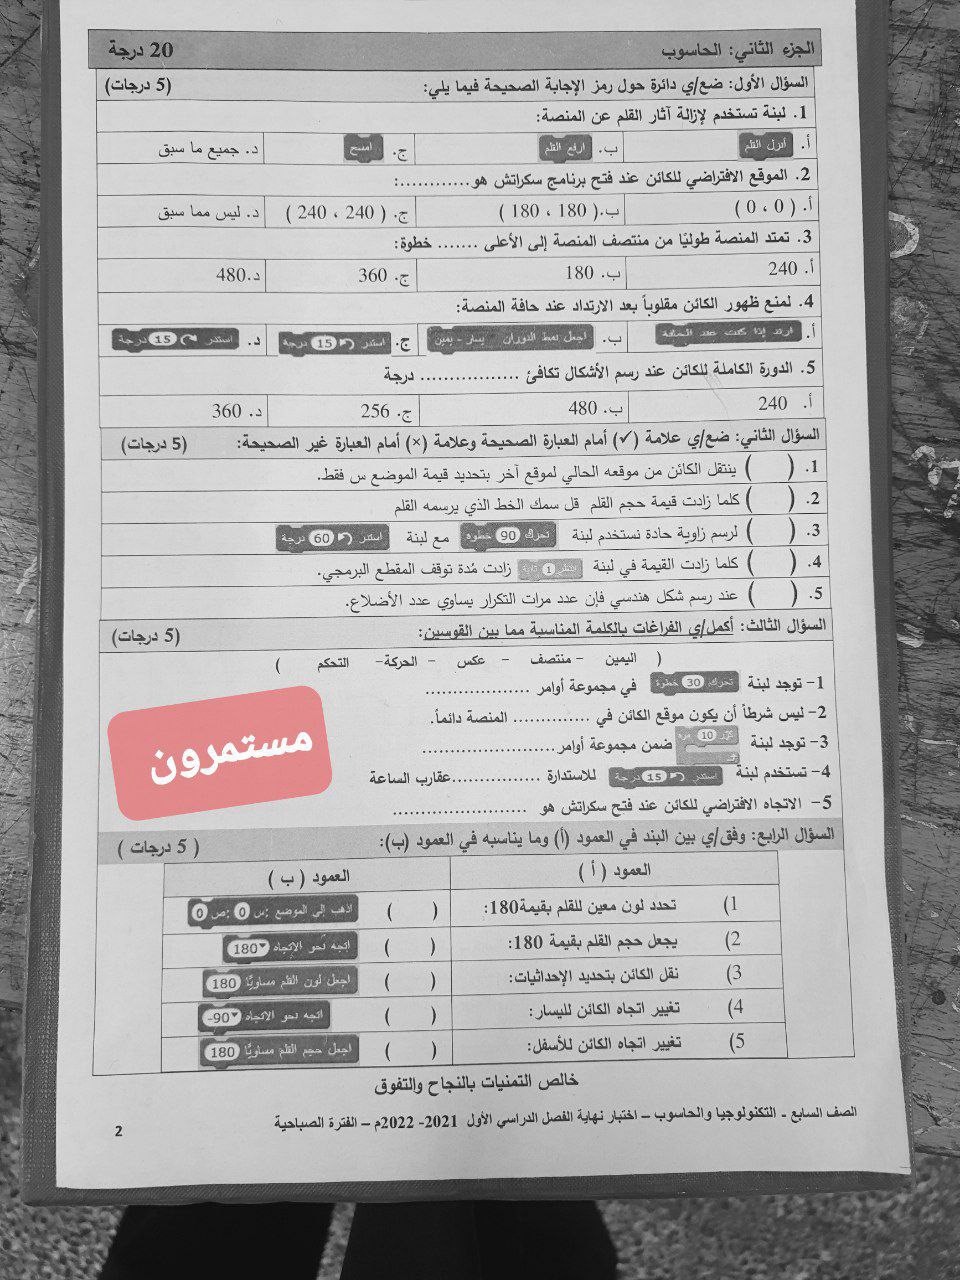 الجزء الثاني: الحاسوب 20 درجة
السؤال الأول: ضع/ي دائرة حول رمز الإجابة الصحيحة فيما يلي: (5 درجات)
1. لبنة تستخدم لإزالة آثار القلم عن المنصة:
أ. أنزل القلم ب. ارفع القلم ج. امسح د. جميع ما سبق
2. الموقع الافتراضي للكائن عند فتح برنامج سكراتش هو............:
أ. ( 0 ، 0 ) ب.( 180 ، 180 ) ج. ( 240 ، 240 ) د. ليس مما سبق
3. تمتد المنصة طوليًا من منتصف المنصة إلى الأعلى ....... خطوة:
أ. 240 ب. 180 ج. 360 د.480
4. لمنع ظهور الكائن مقلوباً بعد الارتداد عند حافة المنصة:
أ. ارتد إذا كنت عند الحافة ب. اجعل نمط الدوران يسار - يمين ج. استدر 15 درجة د. استدر 15 درجة
5. الدورة الكاملة للكائن عند رسم الأشكال تكافئ ................. درجة
أ. 240 ب. 480 ج. 256 د. 360
السؤال الثاني: ضع/ي علامة (✓) أمام العبارة الصحيحة وعلامة (×) أمام العبارة غير الصحيحة: (5 درجات)
1. ( ) ينتقل الكائن من موقعه الحالي لموقع آخر بتحديد قيمة الموضع س فقط.
2. ( ) كلما زادت قيمة حجم القلم قل سمك الخط الذي يرسمه القلم
3. ( ) لرسم زاوية حادة نستخدم لبنة تحرك 90 خطوة مع لبنة استدر 60 درجة
4. ( ) كلما زادت القيمة في لبنة انتظر 1 ثانية زادت مُدة توقف المقطع البرمجي.
5. ( ) عند رسم شكل هندسي فإن عدد مرات التكرار يساوي عدد الأضلاع.
السؤال الثالث: أكمل/ي الفراغات بالكلمة المناسبة مما بين القوسين: (5 درجات)
( اليمين - منتصف - عكس - الحركة- التحكم )
1- توجد لبنة تحرك 30 خطوة في مجموعة أوامر ..................
2- ليس شرطاً أن يكون موقع الكائن في ............. المنصة دائماً.
3- توجد لبنة كرّر 10 مرة ضمن مجموعة أوامر.......................
4- تستخدم لبنة استدر 15 درجة للاستدارة ...............عقارب الساعة
5- الاتجاه الافتراضي للكائن عند فتح سكراتش هو .......................
مستمرون
السؤال الرابع: وفق/ي بين البند في العمود (أ) وما يناسبه في العمود (ب): ( 5 درجات )
العمود ( أ ) العمود ( ب )
1) تحدد لون معين للقلم بقيمة180: ( ) اذهب إلى الموضع س: 0 ص: 0
2) يجعل حجم القلم بقيمة 180: ( ) اتجه نحو الاتجاه 180
3) نقل الكائن بتحديد الإحداثيات: ( ) اجعل لون القلم مساويًا 180
4) تغيير اتجاه الكائن لليسار: ( ) اتجه نحو الاتجاه 90-
5) تغيير اتجاه الكائن للأسفل: ( ) اجعل حجم القلم مساويًا 180
خالص التمنيات بالنجاح والتفوق
الصف السابع - التكنولوجيا والحاسوب – اختبار نهاية الفصل الدراسي الأول 2021- 2022م – الفترة الصباحية
2